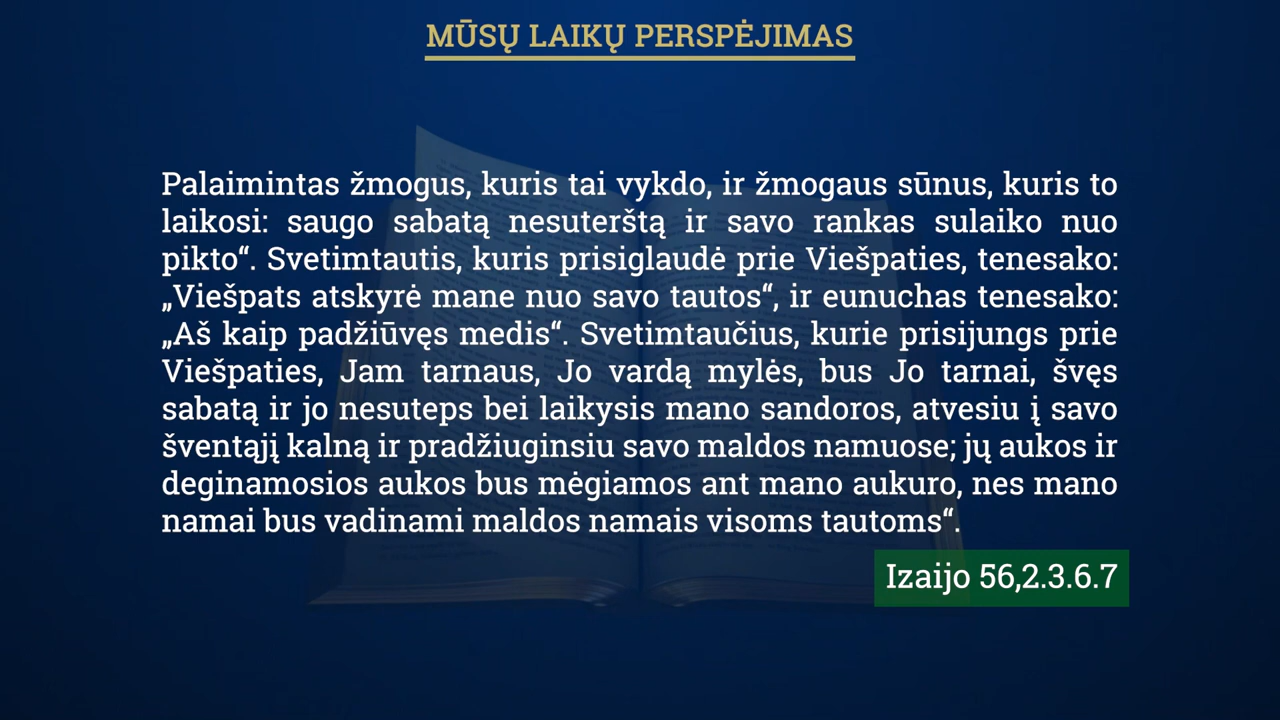 MŪSŲ LAIKŲ PERSPĖJIMAS
Palaimintas žmogus, kuris tai vykdo, ir žmogaus sūnus, kuris to
laikosi: saugo sabatą nesuterštą ir savo rankas sulaiko nuo
pikto“. Svetimtautis, kuris prisiglaudė prie Viešpaties, tenesako:
„Viešpats atskyrė mane nuo savo tautos“, ir eunuchas tenesako:
„Aš kaip padžiūvęs medis“. Svetimtaučius, kurie prisijungs prie
Viešpaties, Jam tarnaus, Jo vardą mylės, bus Jo tarnai, švęs
sabatą ir jo nesuteps bei laikysis mano sandoros, atvesiu į savo
šventąjį kalną ir pradžiuginsiu savo maldos namuose; jų aukos ir
deginamosios aukos bus mėgiamos ant mano aukuro, nes mano
namai bus vadinami maldos namais visoms tautoms“.
Izaijo 56,2.3.6.7